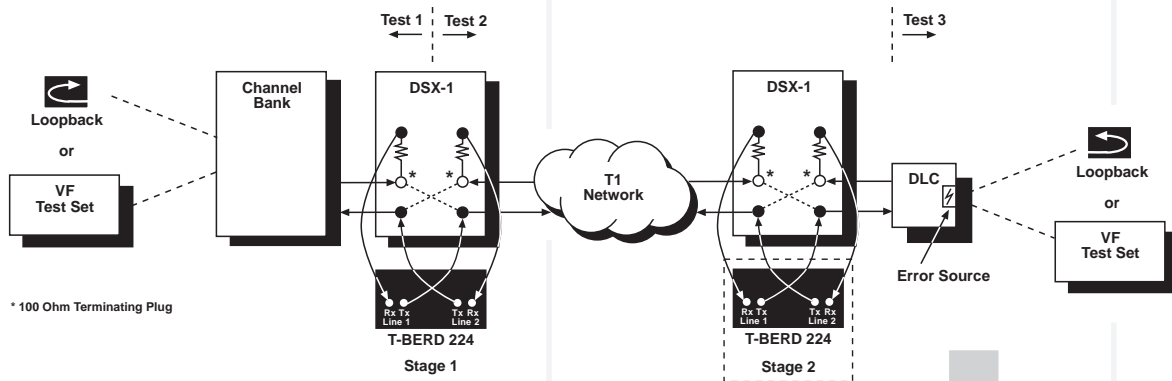 Test 1
Test 2
Test 3
Channel
Bank
DSX-1
DSX-1
Loopback
or
VF
Test Set
*
*
T1
Network
*
*
DLC
Loopback
or
VF
Test Set
Error Source
Rx Tx
Line 1
Tx Rx
Line 2
Rx Tx
Line 1
Tx Rx
Line 2
* 100 Ohm Terminating Plug
T-BERD 224
Stage 1
T-BERD 224
Stage 2